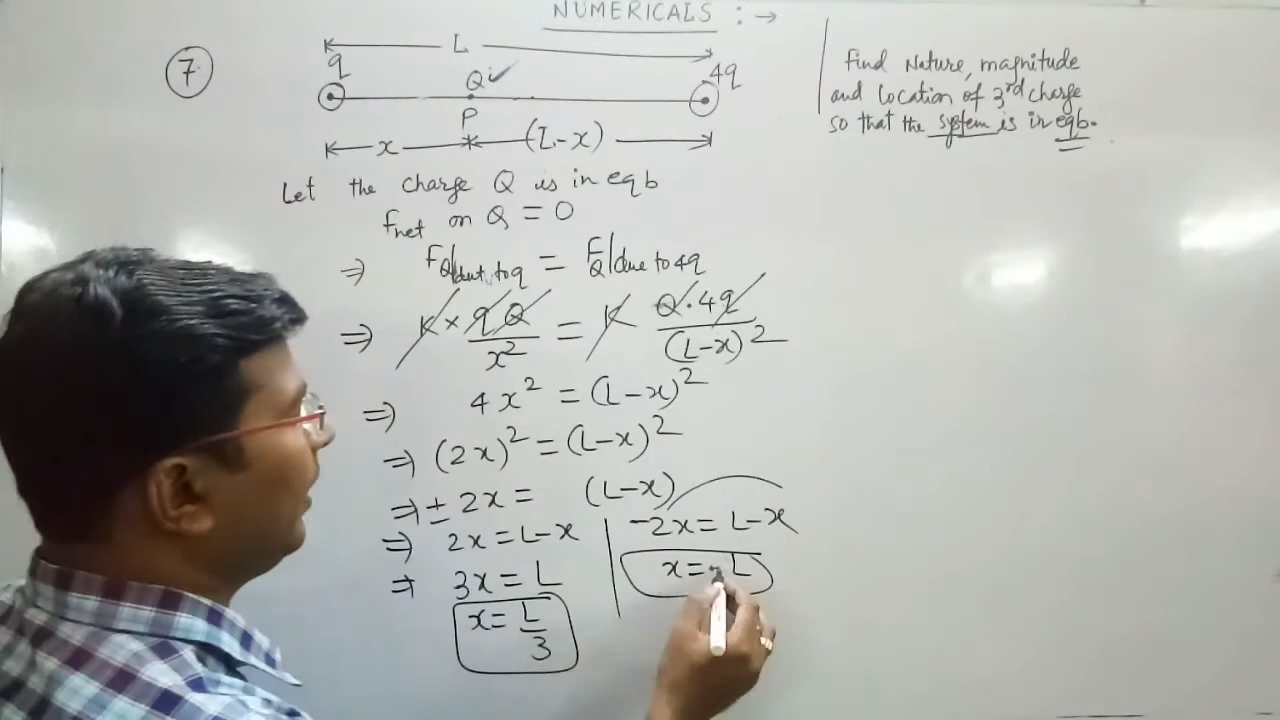 NUMERICALS : →
7
L
q Q ✓ 4q
P
x (L-x)
Find Nature, magnitude
and location of 3rd charge
so that the system is in eqb.
Let the charge Q is in eqb
Fnet on Q = 0
⇒ FQ|due to q = FQ|due to 4q
⇒ K × qQ/x² = K Q.4q/(L-x)²
⇒ 4x² = (L-x)²
⇒ (2x)² = (L-x)²
⇒ ± 2x = (L-x)
⇒ 2x = L-x
⇒ 3x = L
x = L/3
-2x = L-x
x = -L